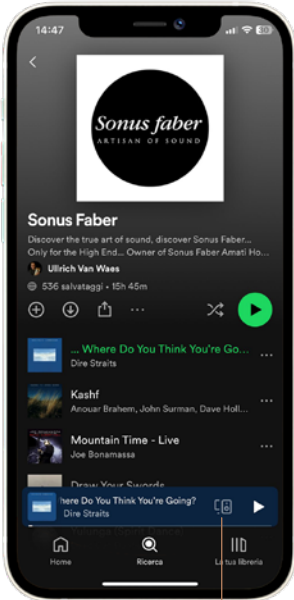 14:47
30
Sonus faber
ARTISAN OF SOUND
Sonus Faber
Discover the true art of sound, discover Sonus Faber...
Only for the High End... Owner of Sonus Faber Amati Ho...
Ullrich Van Waes
536 salvataggi • 15h 45m
... Where Do You Think You're Go...
Dire Straits
Kashf
Anouar Brahem, John Surman, Dave Holl...
Mountain Time - Live
Joe Bonamassa
Draw Your Swords
here Do You Think You're Going?
Dire Straits
Home
Ricerca
La tua libreria